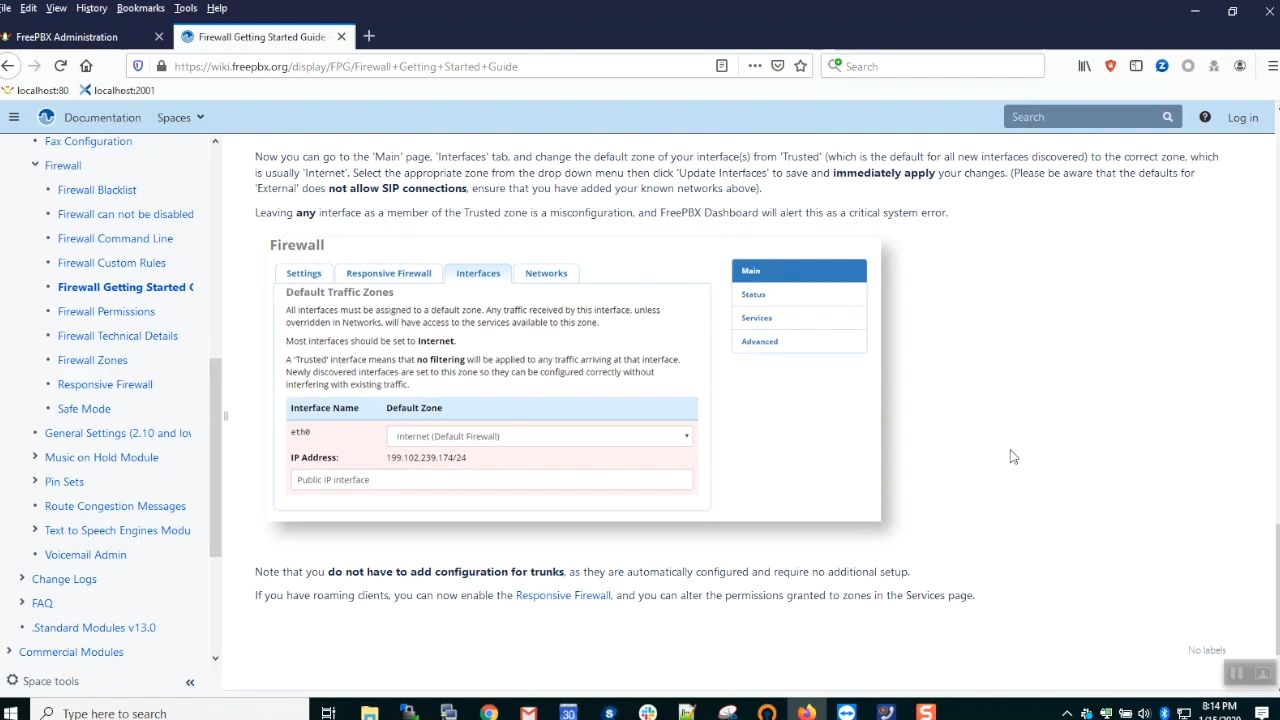 File Edit View History Bookmarks Tools Help
FreePBX Administration
Firewall Getting Started Guide
https://wiki.freepbx.org/display/FPG/Firewall+Getting+Started+Guide
Search
localhost:80
localhost:2001
Documentation
Spaces
Search
Log in
Fax Configuration
Firewall
Firewall Blacklist
Firewall can not be disabled
Firewall Command Line
Firewall Custom Rules
Firewall Getting Started G
Firewall Permissions
Firewall Technical Details
Firewall Zones
Responsive Firewall
Safe Mode
General Settings (2.10 and lov
Music on Hold Module
Pin Sets
Route Congestion Messages
Text to Speech Engines Modu
Voicemail Admin
Change Logs
FAQ
.Standard Modules v13.0
Commercial Modules
Space tools
Now you can go to the 'Main' page, 'Interfaces' tab, and change the default zone of your interface(s) from 'Trusted' (which is the default for all new interfaces discovered) to the correct zone, which
is usually 'Internet'. Select the appropriate zone from the drop down menu then click 'Update Interfaces' to save and immediately apply your changes. (Please be aware that the defaults for
'External' does not allow SIP connections, ensure that you have added your known networks above).
Leaving any interface as a member of the Trusted zone is a misconfiguration, and FreePBX Dashboard will alert this as a critical system error.
Firewall
Settings
Responsive Firewall
Interfaces
Networks
Default Traffic Zones
All interfaces must be assigned to a default zone. Any traffic received by this interface, unless
overridden in Networks, will have access to the services available to this zone.
Most interfaces should be set to Internet.
A 'Trusted' interface means that no filtering will be applied to any traffic arriving at that interface.
Newly discovered interfaces are set to this zone so they can be configured correctly without
interfering with existing traffic.
Interface Name Default Zone
eth0 Internet (Default Firewall)
IP Address: 199.102.239.174/24
Public IP interface
Main
Status
Services
Advanced
Note that you do not have to add configuration for trunks, as they are automatically configured and require no additional setup.
If you have roaming clients, you can now enable the Responsive Firewall, and you can alter the permissions granted to zones in the Services page.
No labels
Type here to search
8:14 PM
1/15/2020